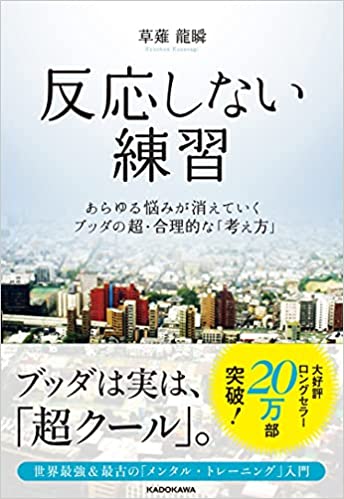 草薙 龍瞬
Ryushun Kusanagi
反応しない
練習
あらゆる悩みが消えていく
ブッダの超・合理的な「考え方」
大好評
ロングセラー
20万部
突破!
ブッダは実は、
「超クール」。
世界最強&最古の「メンタル・トレーニング」入門
KADOKAWA